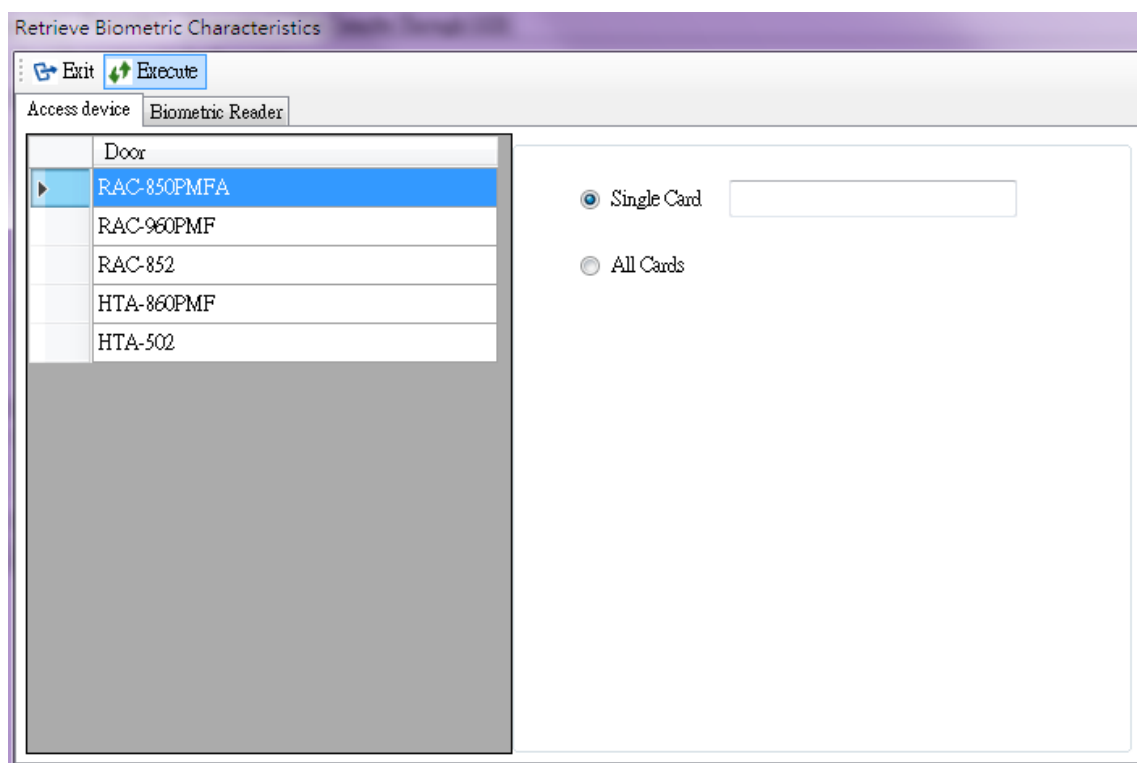 Retrieve Biometric Characteristics
Exit Execute
Access device Biometric Reader
Door
RAC-850PMFA
RAC-960PMF
RAC-852
HTA-860PMF
HTA-502
Single Card
All Cards